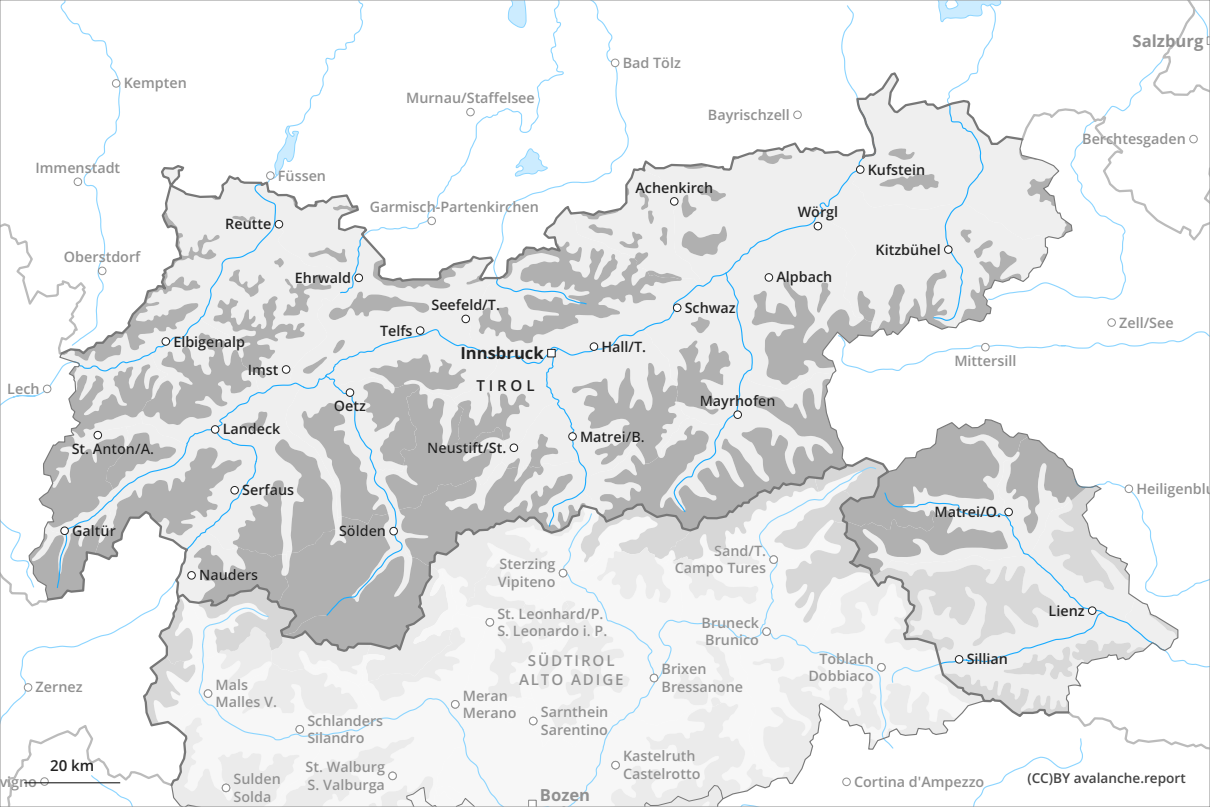 Salzburg
Bad Tölz
Kempten
Murnau/Staffelsee
Bayrischzell
Berchtesgaden
Immenstadt
Füssen
Kufstein
Achenkirch
Garmisch-Partenkirchen
Wörgl
Reutte
Kitzbühel
Oberstdorf
Ehrwald
Alpbach
Seefeld/T.
Schwaz
Zell/See
Telfs
Elbigenalp
Innsbruck
Hall/T.
Mittersill
Imst
TIROL
Lech
Oetz
Mayrhofen
Landeck
Matrei/B.
St. Anton/A.
Neustift/St.
Serfaus
Heiligenblu
Matrei/O.
Galtür
Sölden
Sand/T.
Campo Tures
Sterzing
Vipiteno
Nauders
Lienz
St. Leonhard/P.
S. Leonardo i. P.
Bruneck
Brunico
SÜDTIROL
ALTO ADIGE
Toblach
Dobbiaco
Sillian
Brixen
Bressanone
Zernez
Mals
Malles V.
Meran
Merano
Sarnthein
Sarentino
Schlanders
Silandro
Kastelruth
Castelrotto
St. Walburg
S. Valburga
20 km
vigno
Sulden
Solda
Cortina d'Ampezzo
(CC)BY avalanche.report
Bozen